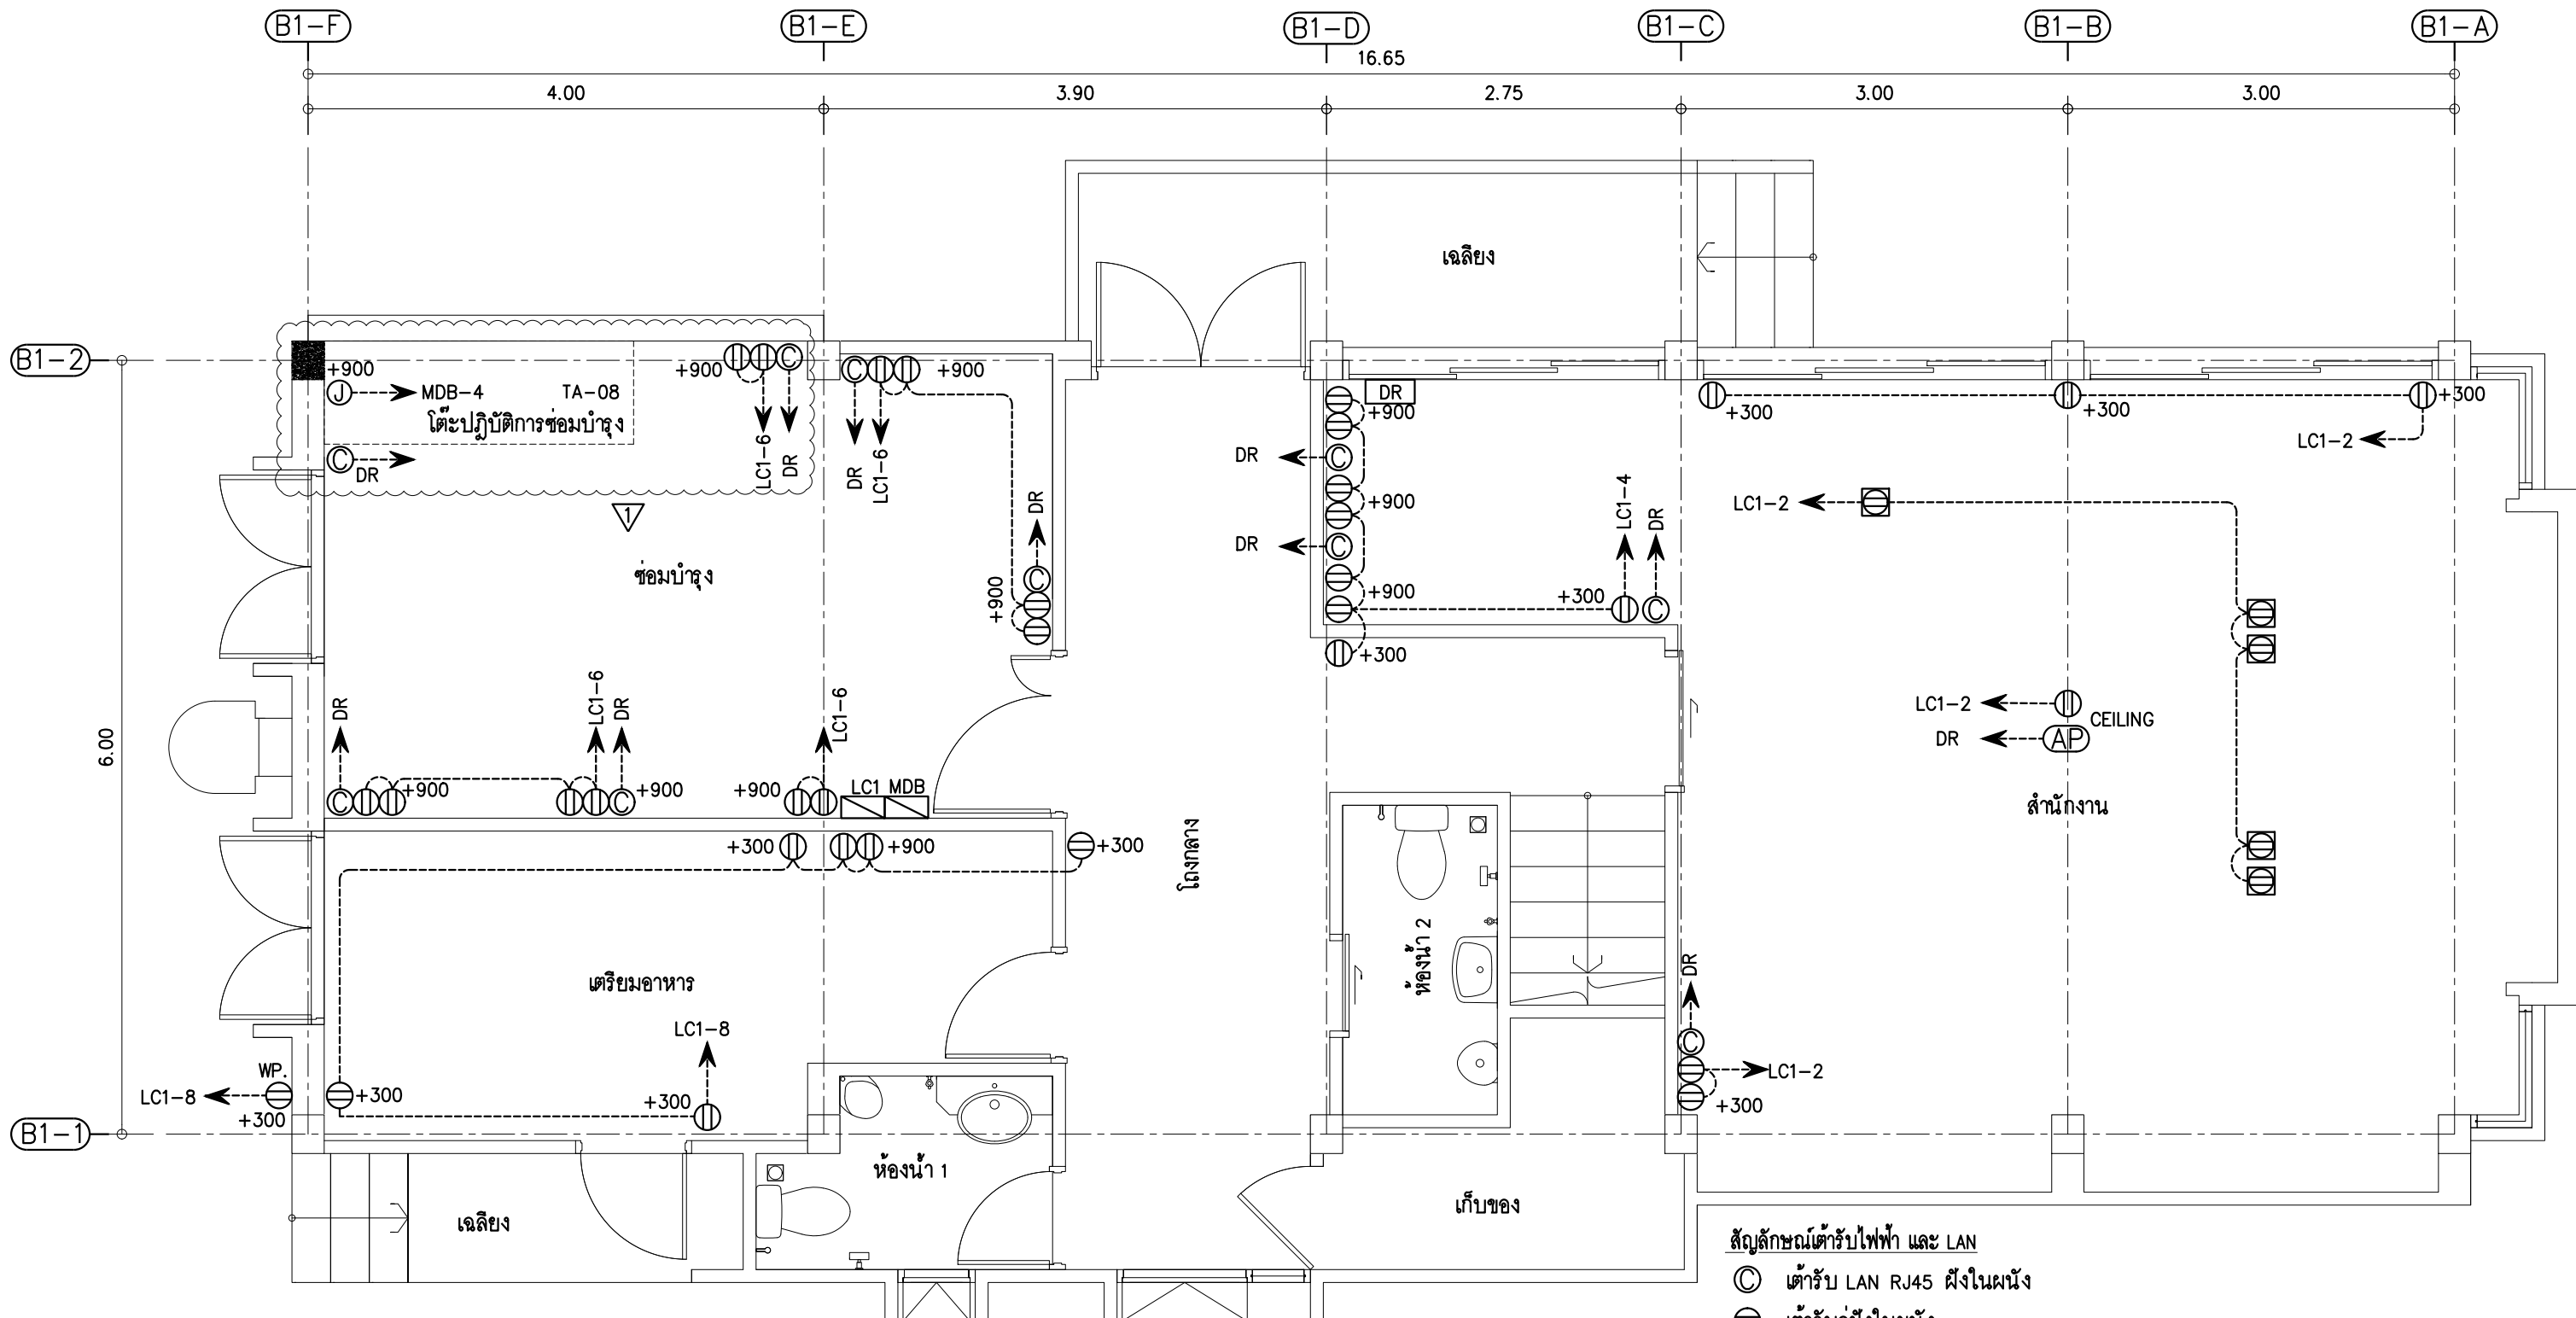 B1-F B1-E B1-D B1-C B1-B B1-A
16.65
4.00 3.90 2.75 3.00 3.00
เฉลียง
B1-2
+900
J MDB-4 TA-08
โต๊ะปฏิบัติการซ่อมบำรุง
C DR
+900 C
LC1-6
DR
C +900
DR
LC1-6
DR
+900
DR C
+900
DR C
+900
+300
DR
+300 +300 +300
LC1-2
LC1-2
1
ซ่อมบำรุง
DR
C
+900
LC1-4
DR
+300 C
LC1-2
CEILING
DR AP
สำนักงาน
6.00
DR
C +900
LC1-6
DR
C +900
LC1-6
+900
LC1 MDB
+300 +900 +300
โถงกลาง
ห้องน้ำ 2
เตรียมอาหาร
LC1-8
+300
WP.
LC1-8
+300
+300
DR
C
LC1-2
+300
B1-1
ห้องน้ำ 1
เฉลียง
เก็บของ
สัญลักษณ์เต้ารับไฟฟ้า และ LAN
C เต้ารับ LAN RJ45 ฝังในผนัง